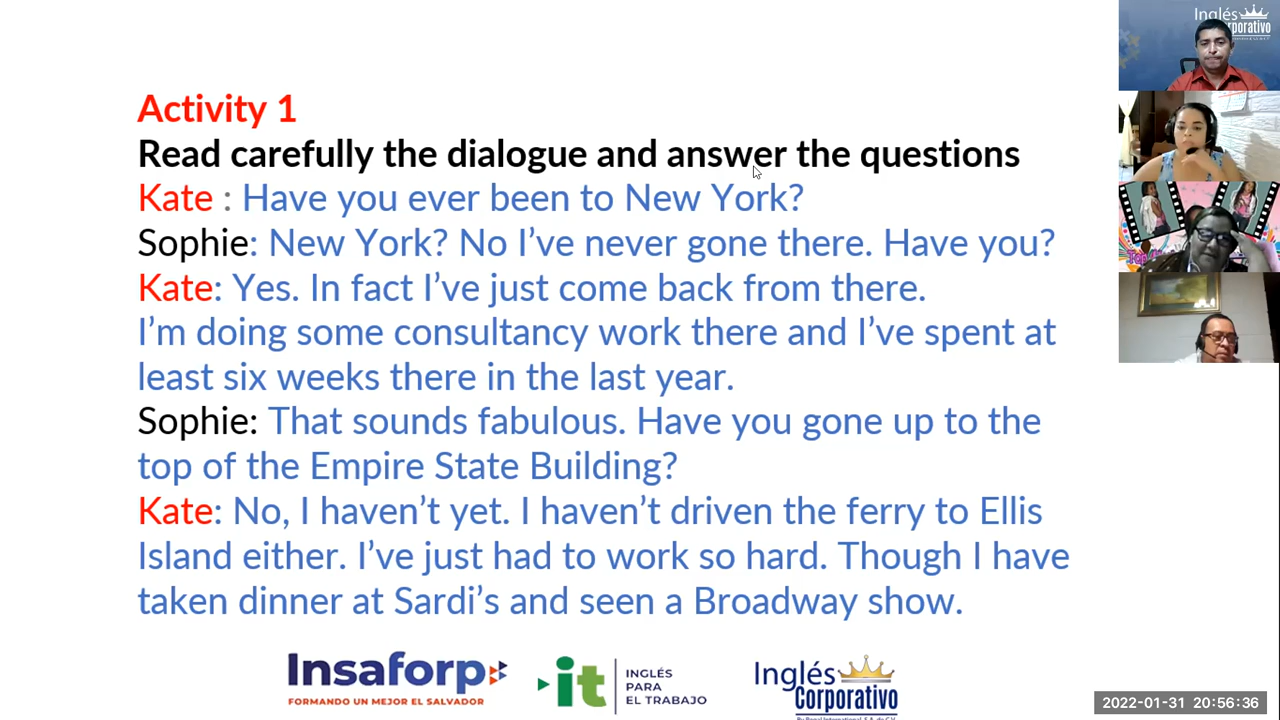 Activity 1
Read carefully the dialogue and answer the questions
Kate : Have you ever been to New York?
Sophie: New York? No I’ve never gone there. Have you?
Kate: Yes. In fact I’ve just come back from there.
I’m doing some consultancy work there and I’ve spent at
least six weeks there in the last year.
Sophie: That sounds fabulous. Have you gone up to the
top of the Empire State Building?
Kate: No, I haven’t yet. I haven’t driven the ferry to Ellis
Island either. I’ve just had to work so hard. Though I have
taken dinner at Sardi’s and seen a Broadway show.
Insaforp
FORMANDO UN MEJOR EL SALVADOR
it
INGLÉS
PARA
EL TRABAJO
Inglés
Corporativo
Inglés
Corporativo
2022-01-31 20:56:36